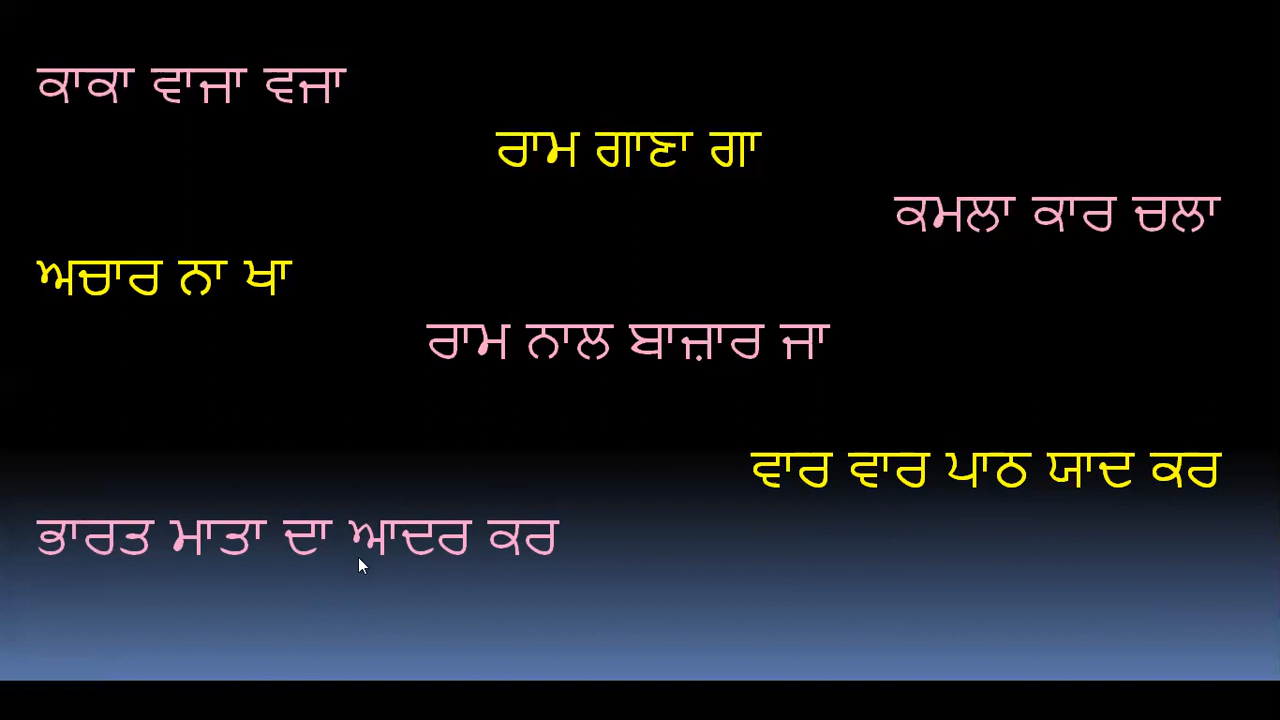 ਕਾਕਾ ਵਾਜਾ ਵਜਾ
ਰਾਮ ਗਾਣਾ ਗਾ
ਕਮਲਾ ਕਾਰ ਚਲਾ
ਅਚਾਰ ਨਾ ਖਾ
ਰਾਮ ਨਾਲ ਬਾਜ਼ਾਰ ਜਾ
ਵਾਰ ਵਾਰ ਪਾਠ ਯਾਦ ਕਰ
ਭਾਰਤ ਮਾਤਾ ਦਾ ਆਦਰ ਕਰ